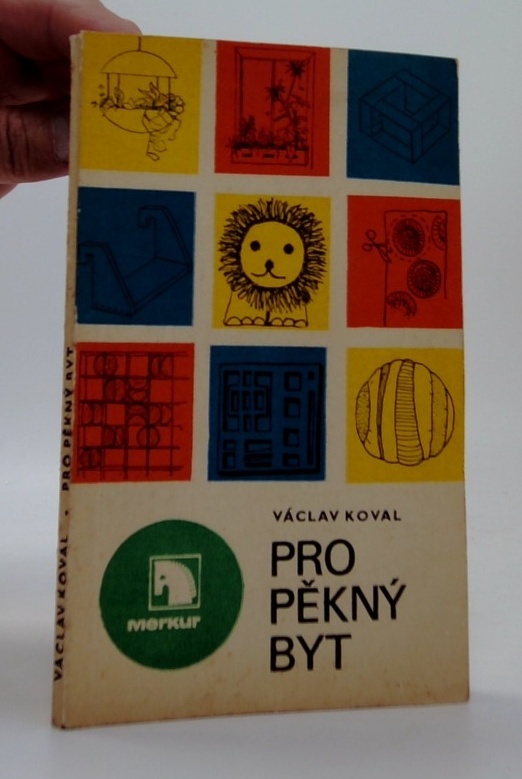 VÁCLAV KOVAL
PRO
PĚKNÝ
BYT
merkur
VÁCLAV KOVAL • PRO PĚKNÝ BYT